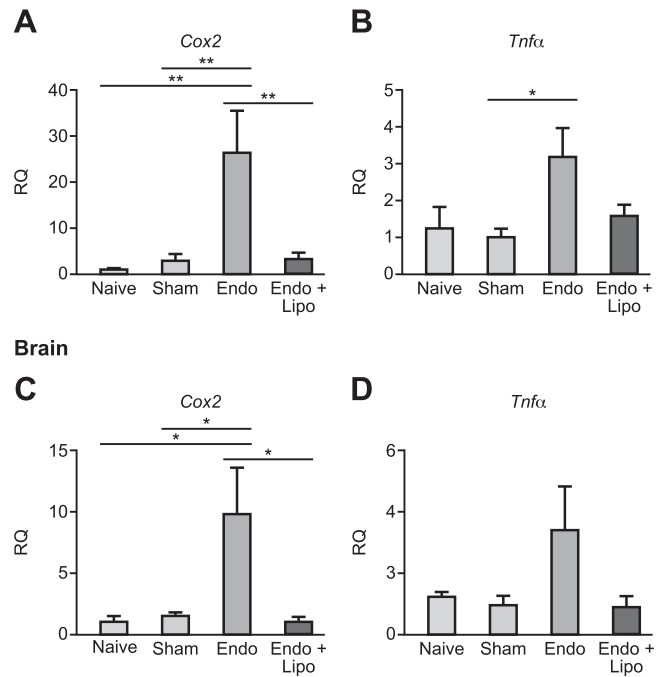 A
Cox2
**
**
**
RQ
40
30
20
10
0
Naive
Sham
Endo
Endo +
Lipo
B
Tnfα
*
RQ
5
4
3
2
1
0
Naive
Sham
Endo
Endo +
Lipo
Brain
C
Cox2
*
*
*
RQ
15
10
5
0
Naive
Sham
Endo
Endo +
Lipo
D
Tnfα
RQ
6
4
3
0
Naive
Sham
Endo
Endo +
Lipo